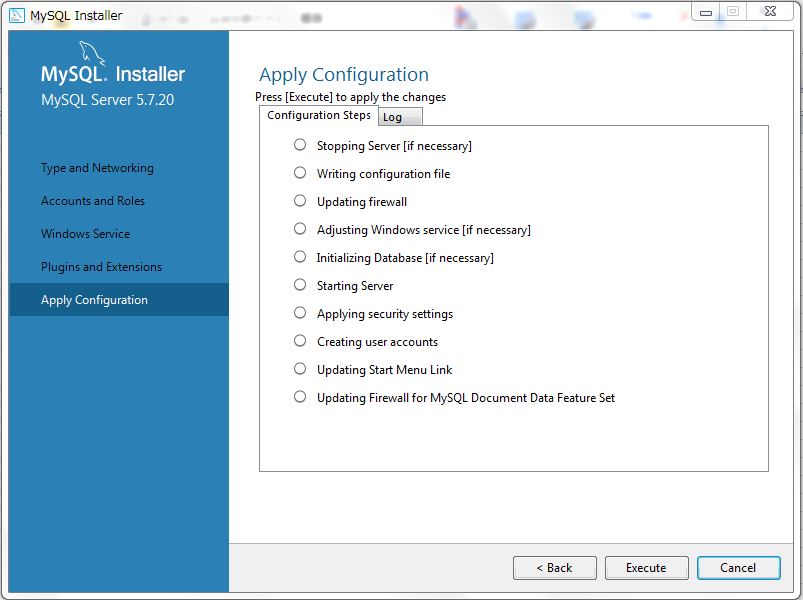 MySQL Installer
MySQL. Installer
MySQL Server 5.7.20
Type and Networking
Accounts and Roles
Windows Service
Plugins and Extensions
Apply Configuration
Apply Configuration
Press [Execute] to apply the changes
Configuration Steps Log
Stopping Server [if necessary]
Writing configuration file
Updating firewall
Adjusting Windows service [if necessary]
Initializing Database [if necessary]
Starting Server
Applying security settings
Creating user accounts
Updating Start Menu Link
Updating Firewall for MySQL Document Data Feature Set
< Back Execute Cancel